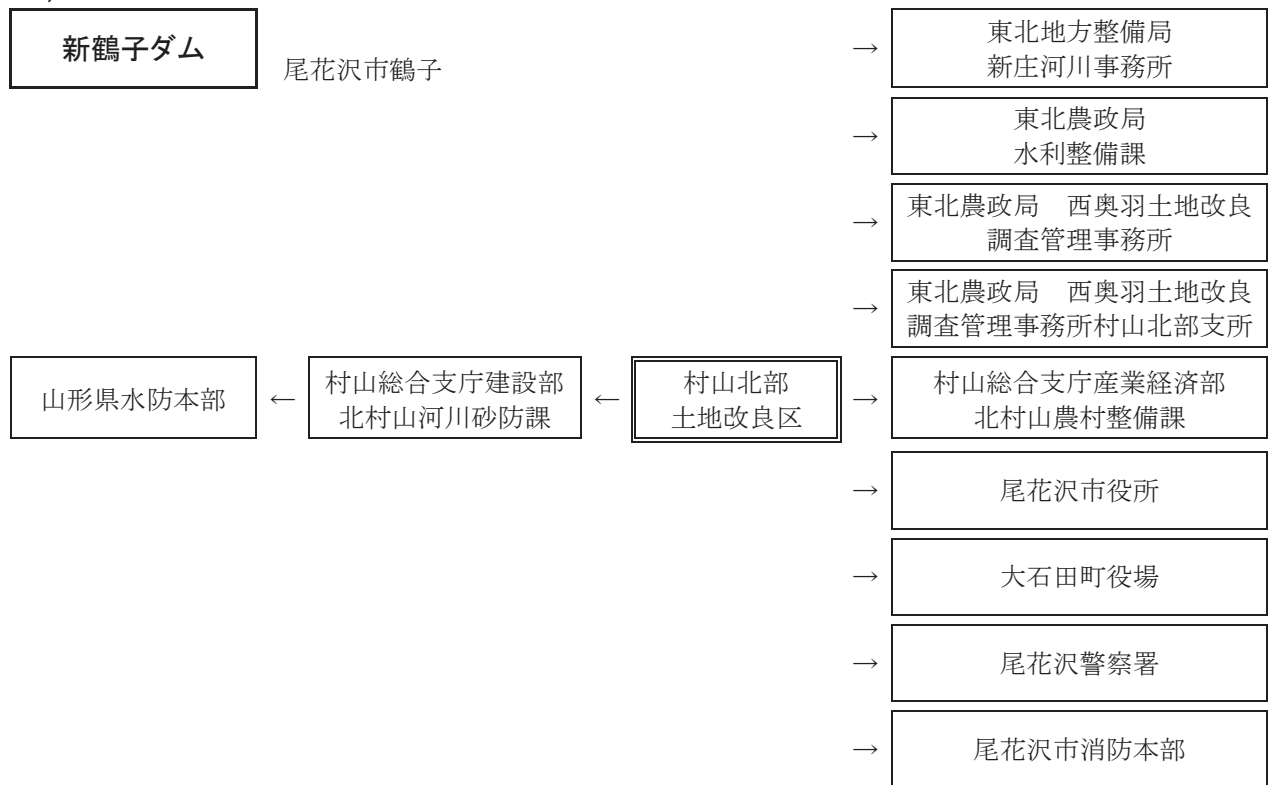 新鶴子ダム
尾花沢市鶴子
→
東北地方整備局
新庄河川事務所
→
東北農政局
水利整備課
→
東北農政局　西奥羽土地改良
調査管理事務所
→
東北農政局　西奥羽土地改良
調査管理事務所村山北部支所
山形県水防本部
←
村山総合支庁建設部
北村山河川砂防課
←
村山北部
土地改良区
→
村山総合支庁産業経済部
北村山農村整備課
→
尾花沢市役所
→
大石田町役場
→
尾花沢警察署
→
尾花沢市消防本部